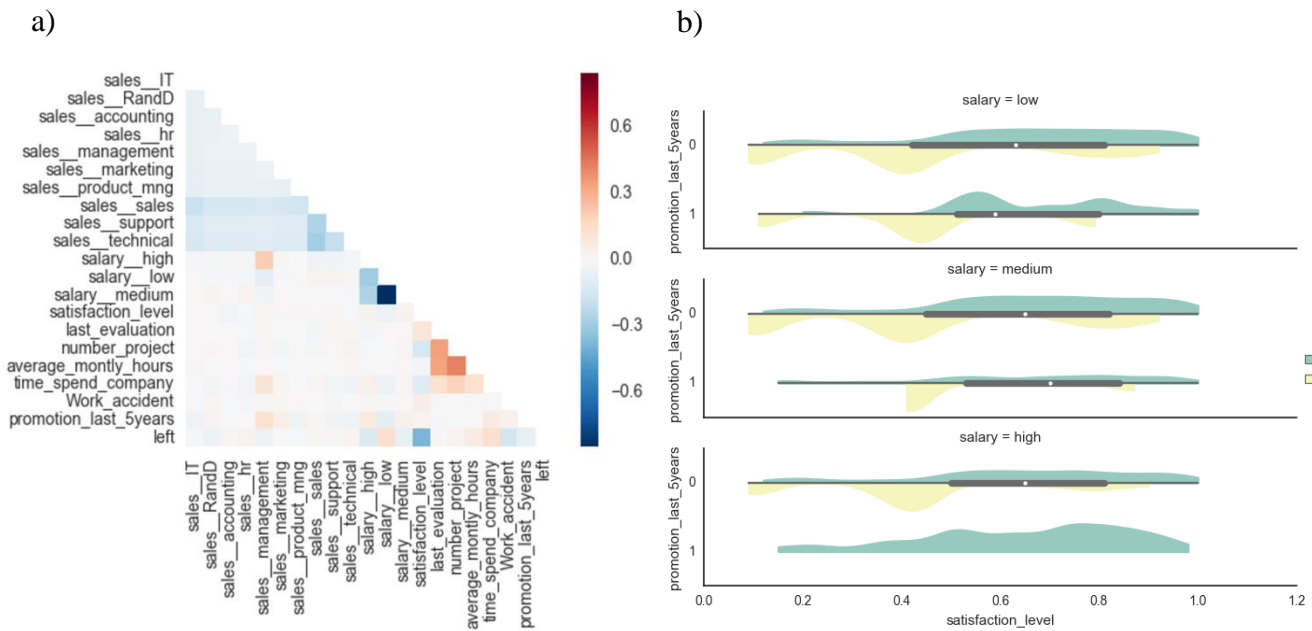 a)
sales__IT
sales__RandD
sales__accounting
sales__hr
sales__management
sales__marketing
sales__product_mng
sales__sales
sales__support
sales__technical
salary__high
salary__low
salary__medium
satisfaction_level
last_evaluation
number_project
average_montly_hours
time_spend_company
Work_accident
promotion_last_5years
left
sales__IT
sales__RandD
sales__accounting
sales__hr
sales__management
sales__marketing
sales__product_mng
sales__sales
sales__support
sales__technical
salary__high
salary__low
salary__medium
satisfaction_level
last_evaluation
number_project
average_montly_hours
time_spend_company
Work_accident
promotion_last_5years
left
0.6
0.3
0.0
−0.3
−0.6
b)
salary = low
promotion_last_5years
0
1
salary = medium
promotion_last_5years
0
1
salary = high
promotion_last_5years
0
1
0.0 0.2 0.4 0.6 0.8 1.0 1.2
satisfaction_level